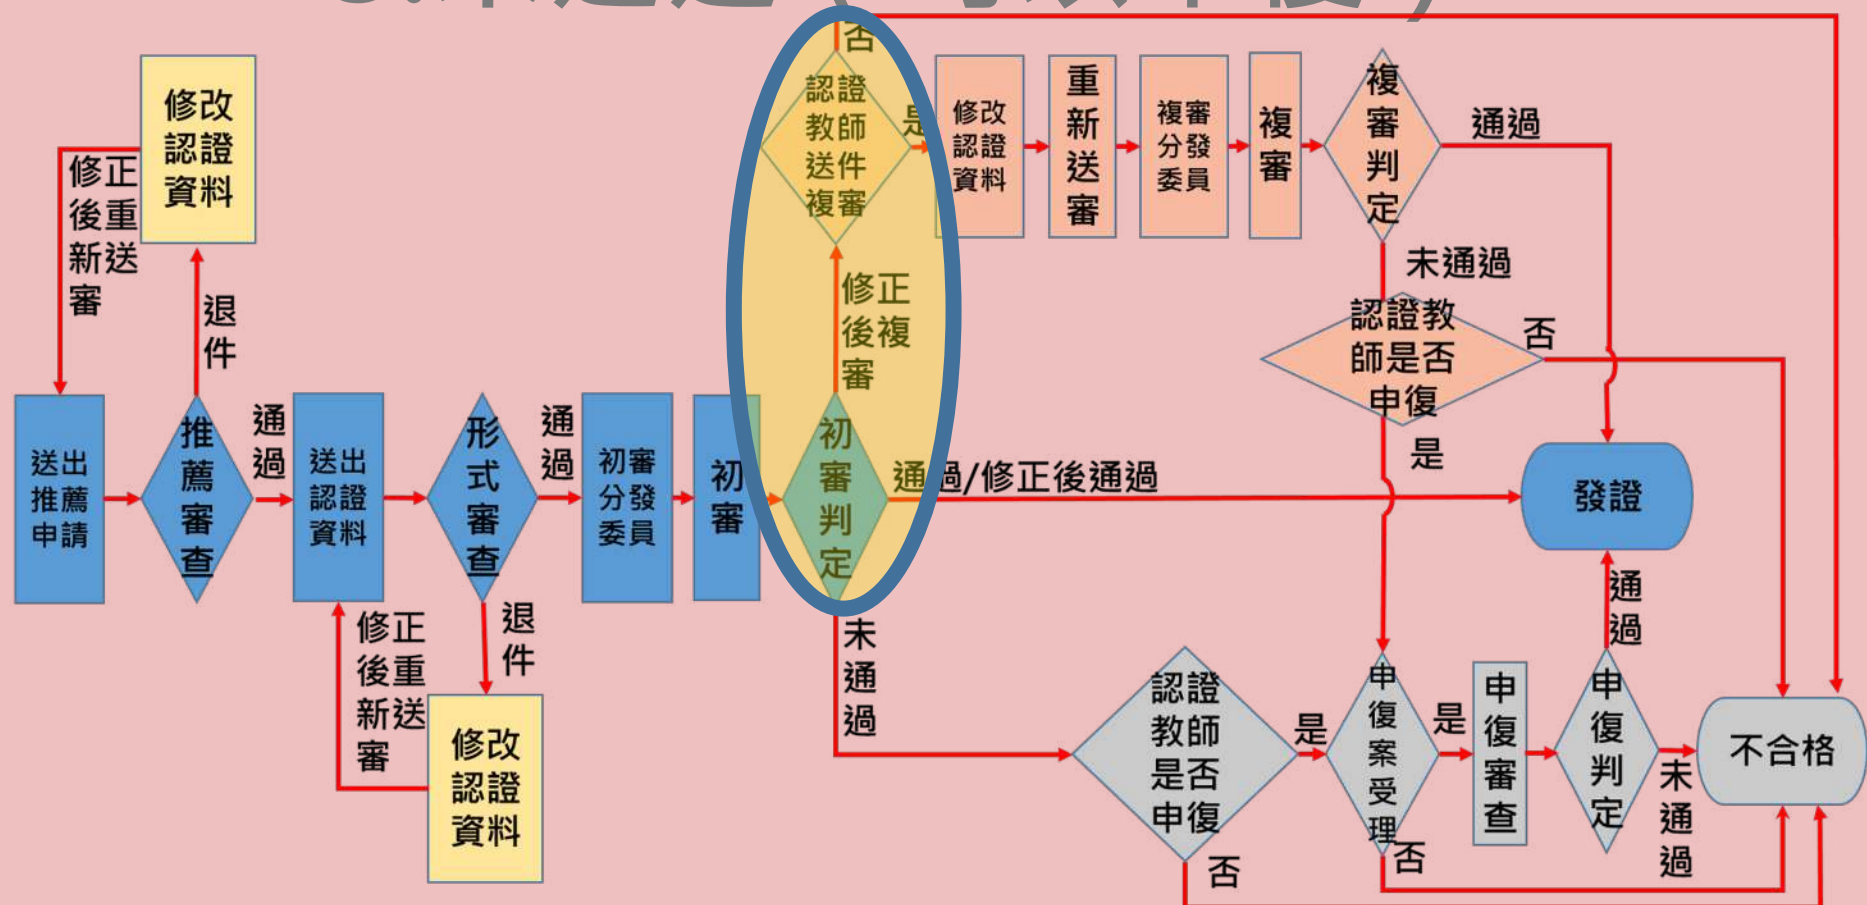 否
認證
教師
送件
複審
是
修改
認證
資料
重
新
送
審
複審
分發
委員
複
審
複
審
判
定
通過
修改
認證
資料
修正
後重
新送
審
退
件
修正
後複
審
未通過
認證教
師是否
申復
否
是
送出
推薦
申請
推
薦
審
查
通
過
送出
認證
資料
形
式
審
查
通
過
初審
分發
委員
初
審
初
審
判
定
通過/修正後通過
發證
修正
後重
新送
審
退
件
修改
認證
資料
未
通
過
認證
教師
是否
申復
是
否
申
復
案
受
理
是
否
申
復
審
查
申
復
判
定
通
過
未
通
過
不合格